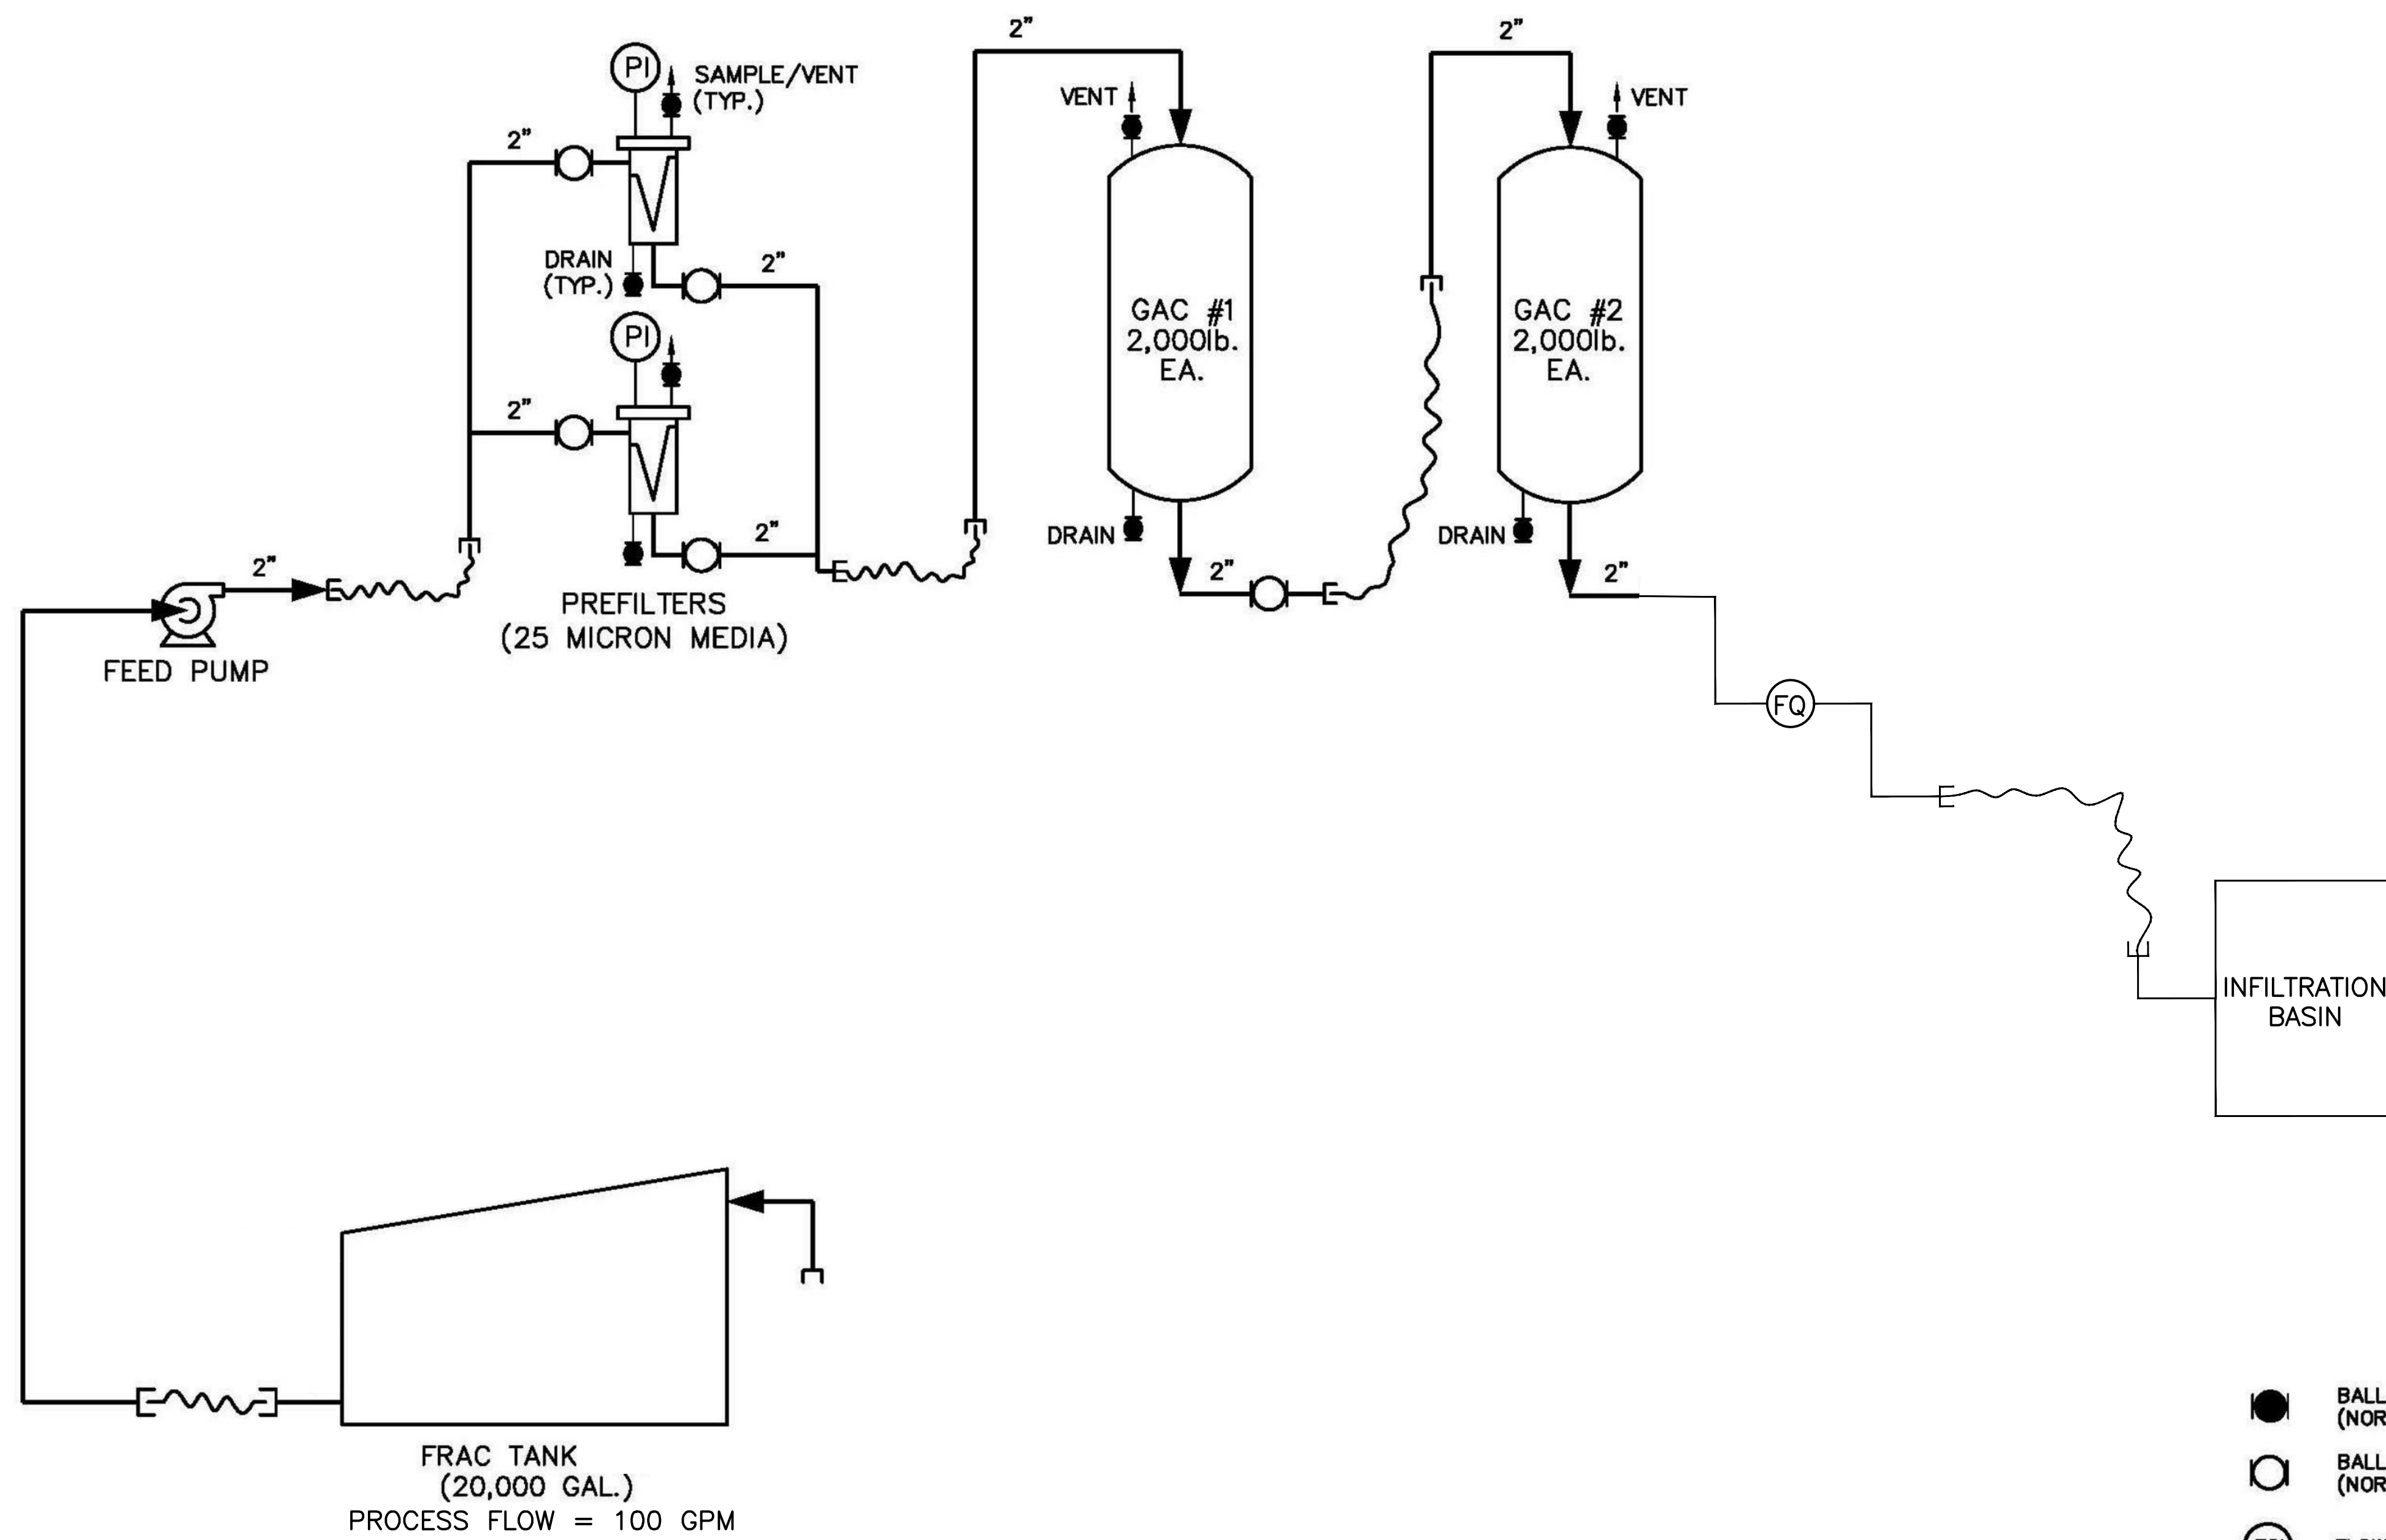 2"
2"
PI
SAMPLE/VENT
(TYP.)
VENT
VENT
2"
DRAIN
(TYP.)
2"
PI
GAC #1
2,000lb.
EA.
GAC #2
2,000lb.
EA.
2"
2"
DRAIN
DRAIN
2"
2"
2"
PREFILTERS
(25 MICRON MEDIA)
FEED PUMP
FQ
INFILTRATION
BASIN
FRAC TANK
(20,000 GAL.)
PROCESS FLOW = 100 GPM
BALL
(NOR
BALL
(NOR